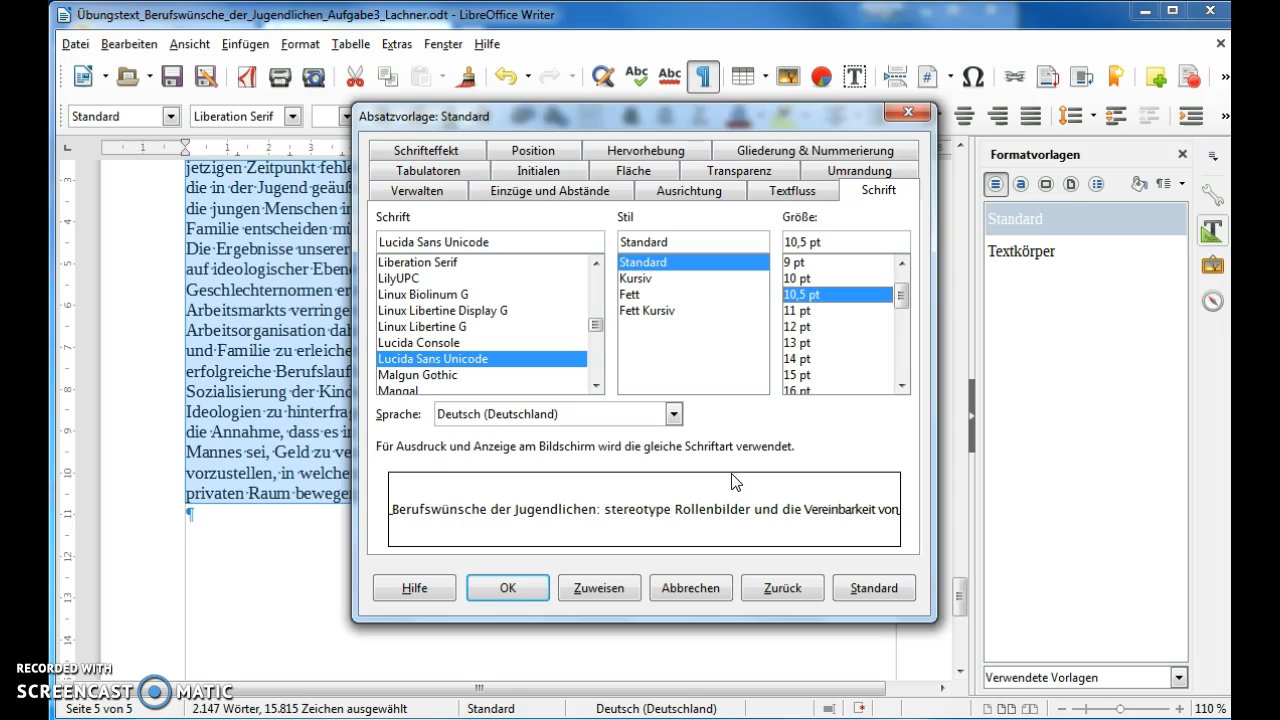 Übungstext_Berufswünsche_der_Jugendlichen_Aufgabe3_Lachner.odt - LibreOffice Writer
Datei Bearbeiten Ansicht Einfügen Format Tabelle Extras Fenster Hilfe
Standard Liberation Serif
Absatzvorlage: Standard
Schrifteffekt Position Hervorhebung Gliederung & Nummerierung
Tabulatoren Initialen Fläche Transparenz Umrandung
Verwalten Einzüge und Abstände Ausrichtung Textfluss Schrift
Schrift Stil Größe:
Lucida Sans Unicode Standard 10,5 pt
Liberation Serif Standard 9 pt
LilyUPC Kursiv 10 pt
Linux Biolinum G Fett 10,5 pt
Linux Libertine Display G Fett Kursiv 11 pt
Linux Libertine G 12 pt
Lucida Console 13 pt
Lucida Sans Unicode 14 pt
Malgun Gothic 15 pt
Mangal 16 pt
Sprache: Deutsch (Deutschland)
Für Ausdruck und Anzeige am Bildschirm wird die gleiche Schriftart verwendet.
Berufswünsche der Jugendlichen: stereotype Rollenbilder und die Vereinbarkeit von
Hilfe OK Zuweisen Abbrechen Zurück Standard
jetzigen Zeitpunkt fehle
die in der Jugend geäuß
die jungen Menschen in
Familie entscheiden mü
Die Ergebnisse unserer
auf ideologischer Ebene
Geschlechternormen er
Arbeitsmarkts verringer
Arbeitsorganisation dah
und Familie zu erleiche
erfolgreiche Berufslauf
Sozialisierung der Kind
Ideologien zu hinterfrag
die Annahme, dass es in
Mannes sei, Geld zu ve
vorzustellen, in welche
privaten Raum bewegen
¶
Formatvorlagen
Standard
Textkörper
Verwendete Vorlagen
RECORDED WITH
SCREENCAST MATIC
Seite 5 von 5 2.147 Wörter, 15.815 Zeichen ausgewählt Standard Deutsch (Deutschland) 110 %